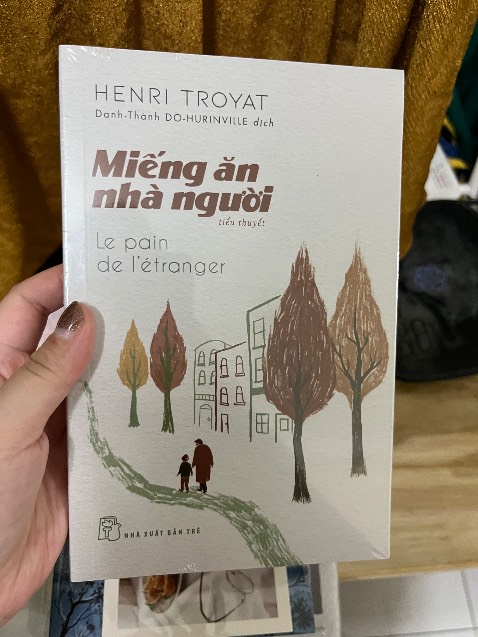 HENRI TROYAT
Danh-Thành DO-HURINVILLE dịch
Miếng ăn
nhà người
tiểu thuyết
Le pain
de l'étranger
NHÀ XUẤT BẢN TRẺ